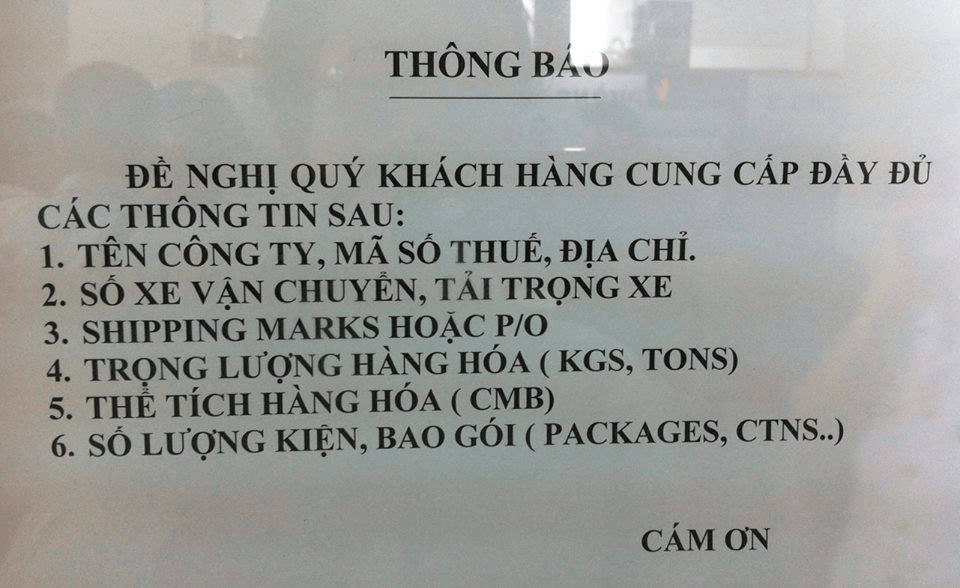 THÔNG BÁO
ĐỀ NGHỊ QUÝ KHÁCH HÀNG CUNG CẤP ĐẦY ĐỦ
CÁC THÔNG TIN SAU:
1. TÊN CÔNG TY, MÃ SỐ THUẾ, ĐỊA CHỈ.
2. SỐ XE VẬN CHUYỂN, TẢI TRỌNG XE
3. SHIPPING MARKS HOẶC P/O
4. TRỌNG LƯỢNG HÀNG HÓA ( KGS, TONS)
5. THỂ TÍCH HÀNG HÓA ( CMB)
6. SỐ LƯỢNG KIỆN, BAO GÓI ( PACKAGES, CTNS..)
CÁM ƠN